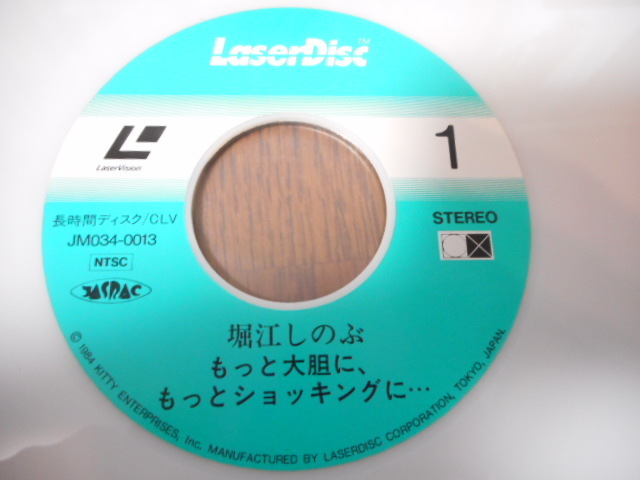 LaserDisc™
LaserVision
1
長時間ディスク/CLV
JM034-0013
NTSC
JASRAC
STEREO
CX
堀江しのぶ
もっと大胆に、
もっとショッキングに…
© 1984 KITTY ENTERPRISES, Inc. MANUFACTURED BY LASERDISC CORPORATION, TOKYO, JAPAN.